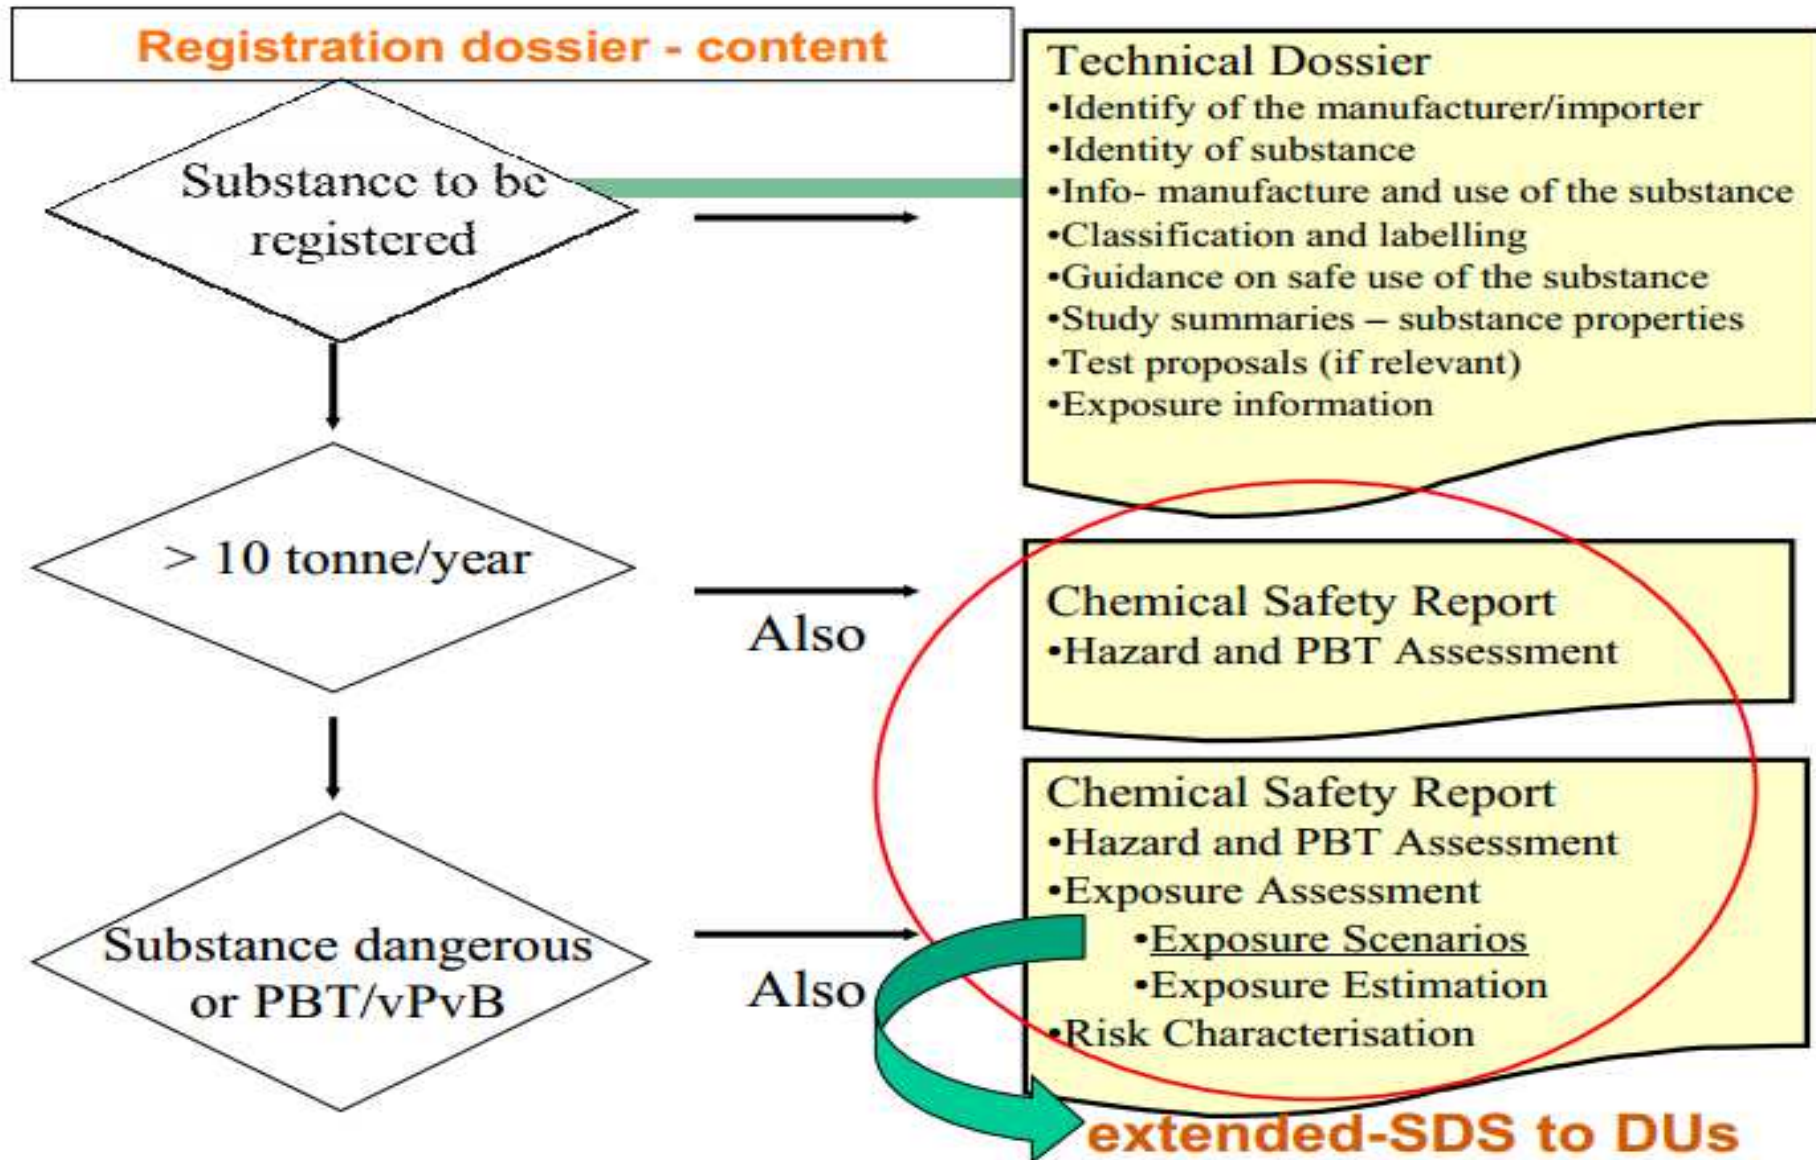 Registration dossier - content
Substance to be
registered
Technical Dossier
•Identify of the manufacturer/importer
•Identity of substance
•Info- manufacture and use of the substance
•Classification and labelling
•Guidance on safe use of the substance
•Study summaries – substance properties
•Test proposals (if relevant)
•Exposure information
> 10 tonne/year
Also
Chemical Safety Report
•Hazard and PBT Assessment
Substance dangerous
or PBT/vPvB
Also
Chemical Safety Report
•Hazard and PBT Assessment
•Exposure Assessment
•Exposure Scenarios
•Exposure Estimation
•Risk Characterisation
extended-SDS to DUs